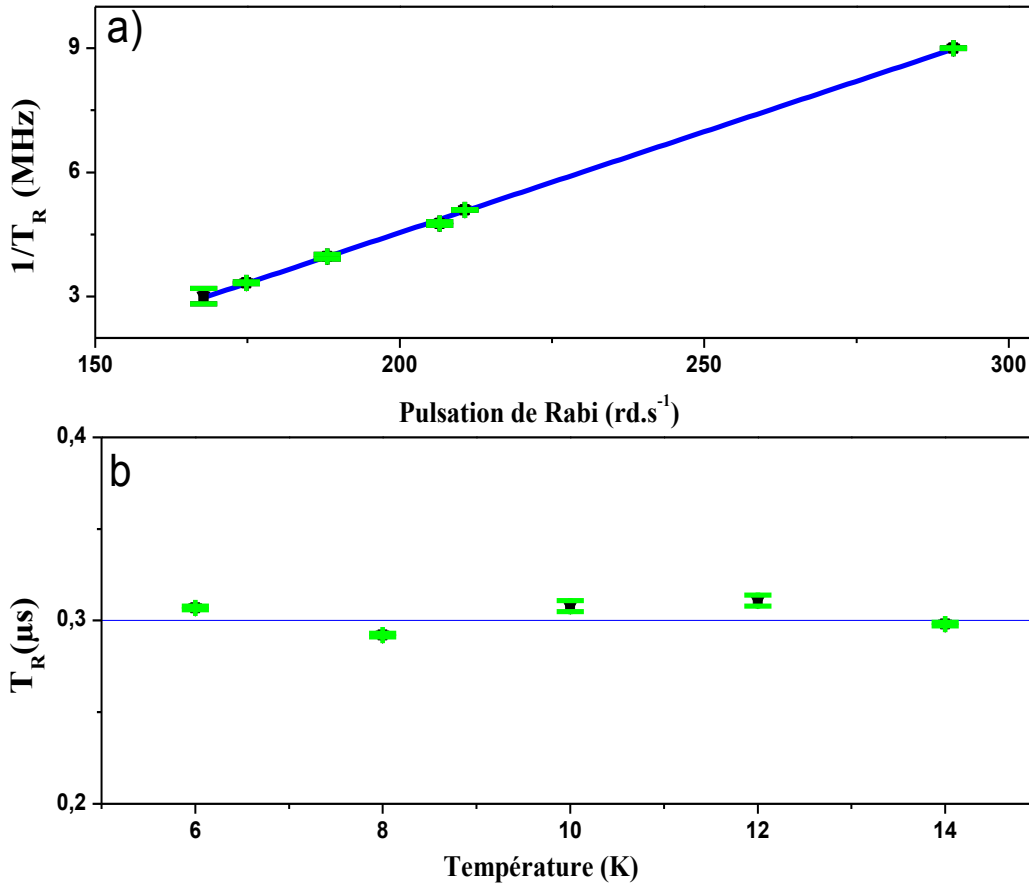 a)
1/T_R (MHz)
9
6
3
150 200 250 300
Pulsation de Rabi (rd.s⁻¹)
b
T_R(µs)
0,4
0,3
0,2
6 8 10 12 14
Température (K)